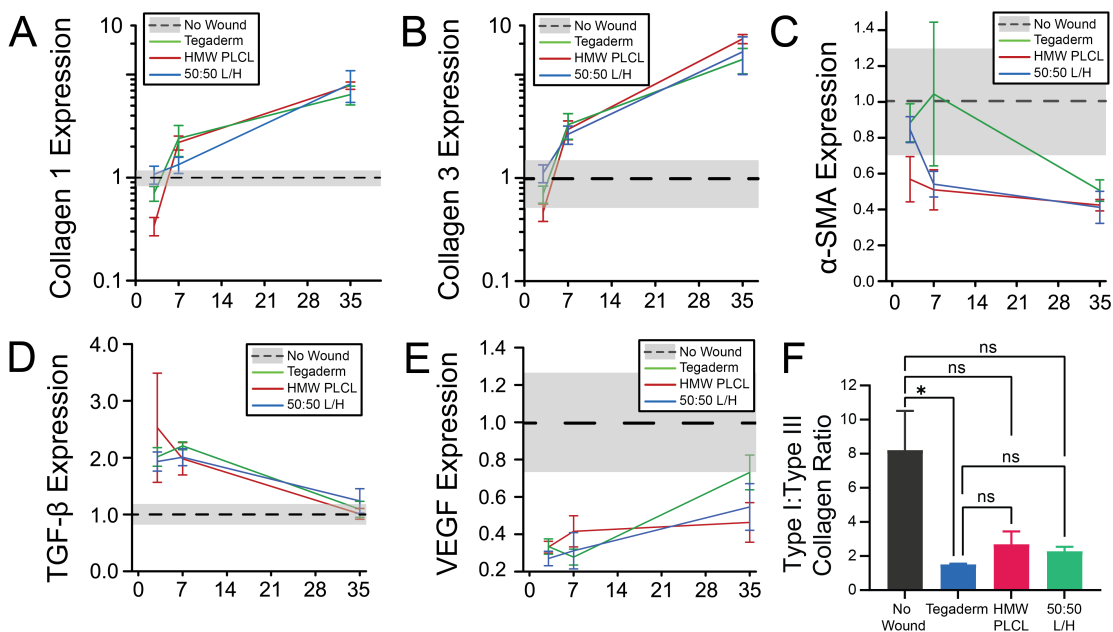 A
Collagen 1 Expression
10
1
0.1
0 7 14 21 28 35
No Wound
Tegaderm
HMW PLCL
50:50 L/H
B
Collagen 3 Expression
10
1
0.1
0 7 14 21 28 35
No Wound
Tegaderm
HMW PLCL
50:50 L/H
C
α-SMA Expression
1.4
1.2
1.0
0.8
0.6
0.4
0.2
0.0
0 7 14 21 28 35
No Wound
Tegaderm
HMW PLCL
50:50 L/H
D
TGF-β Expression
4.0
3.0
2.0
1.0
0.0
0 7 14 21 28 35
No Wound
Tegaderm
HMW PLCL
50:50 L/H
E
VEGF Expression
1.4
1.2
1.0
0.8
0.6
0.4
0.2
0 7 14 21 28 35
No Wound
Tegaderm
HMW PLCL
50:50 L/H
F
Type I:Type III
Collagen Ratio
12
10
8
6
4
2
0
ns
ns
*
ns
ns
No
Wound
Tegaderm
HMW
PLCL
50:50
L/H